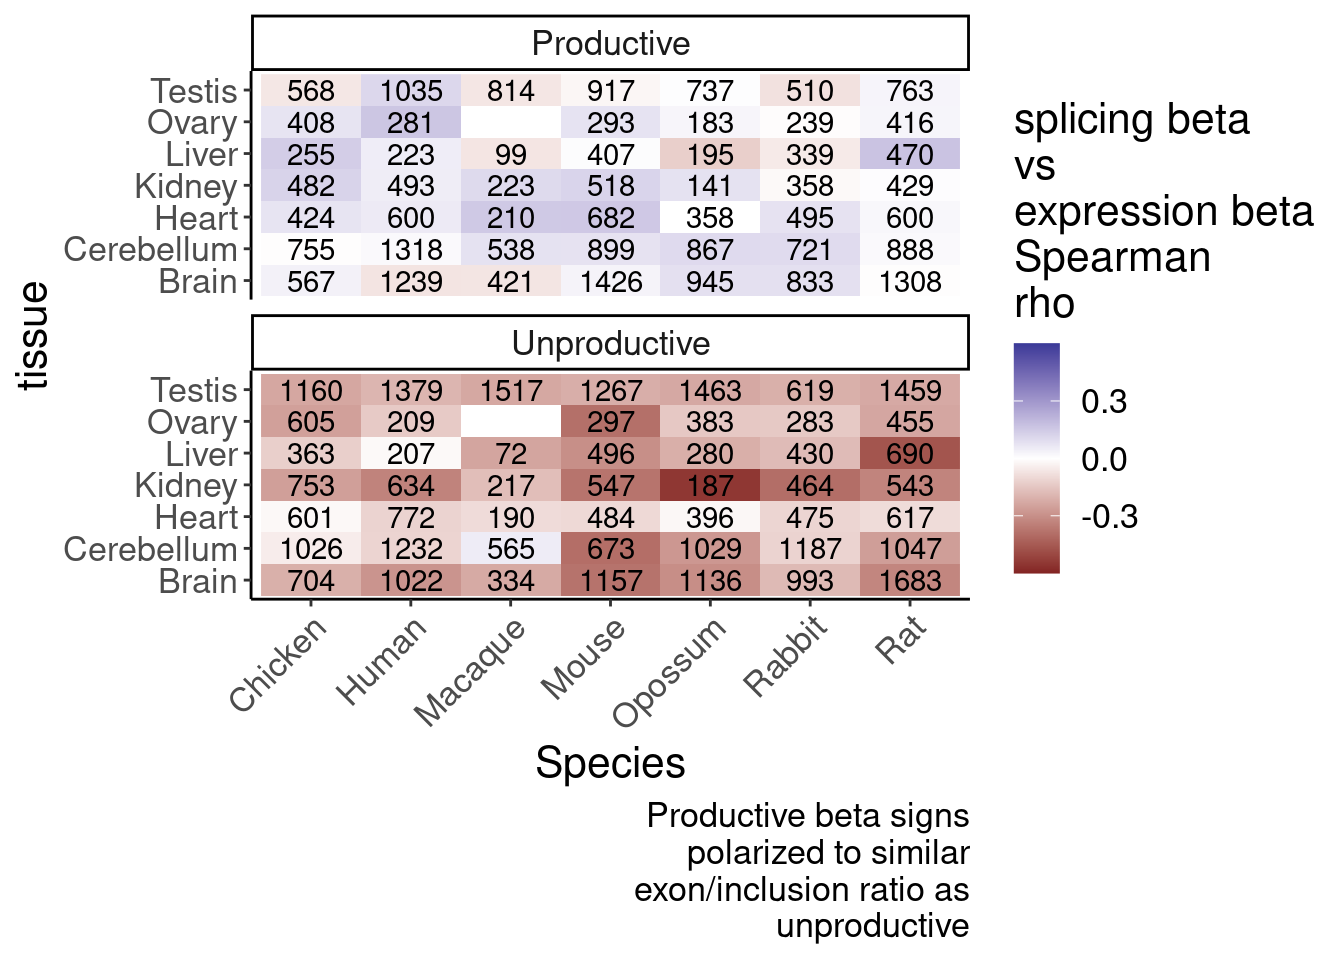 Productive
Testis 568 1035 814 917 737 510 763
Ovary 408 281 293 183 239 416
Liver 255 223 99 407 195 339 470
Kidney 482 493 223 518 141 358 429
Heart 424 600 210 682 358 495 600
Cerebellum 755 1318 538 899 867 721 888
Brain 567 1239 421 1426 945 833 1308
Unproductive
Testis 1160 1379 1517 1267 1463 619 1459
Ovary 605 209 297 383 283 455
Liver 363 207 72 496 280 430 690
Kidney 753 634 217 547 187 464 543
Heart 601 772 190 484 396 475 617
Cerebellum 1026 1232 565 673 1029 1187 1047
Brain 704 1022 334 1157 1136 993 1683
tissue
Chicken Human Macaque Mouse Opossum Rabbit Rat
Species
splicing beta
vs
expression beta
Spearman
rho
0.3
0.0
-0.3
Productive beta signs
polarized to similar
exon/inclusion ratio as
unproductive